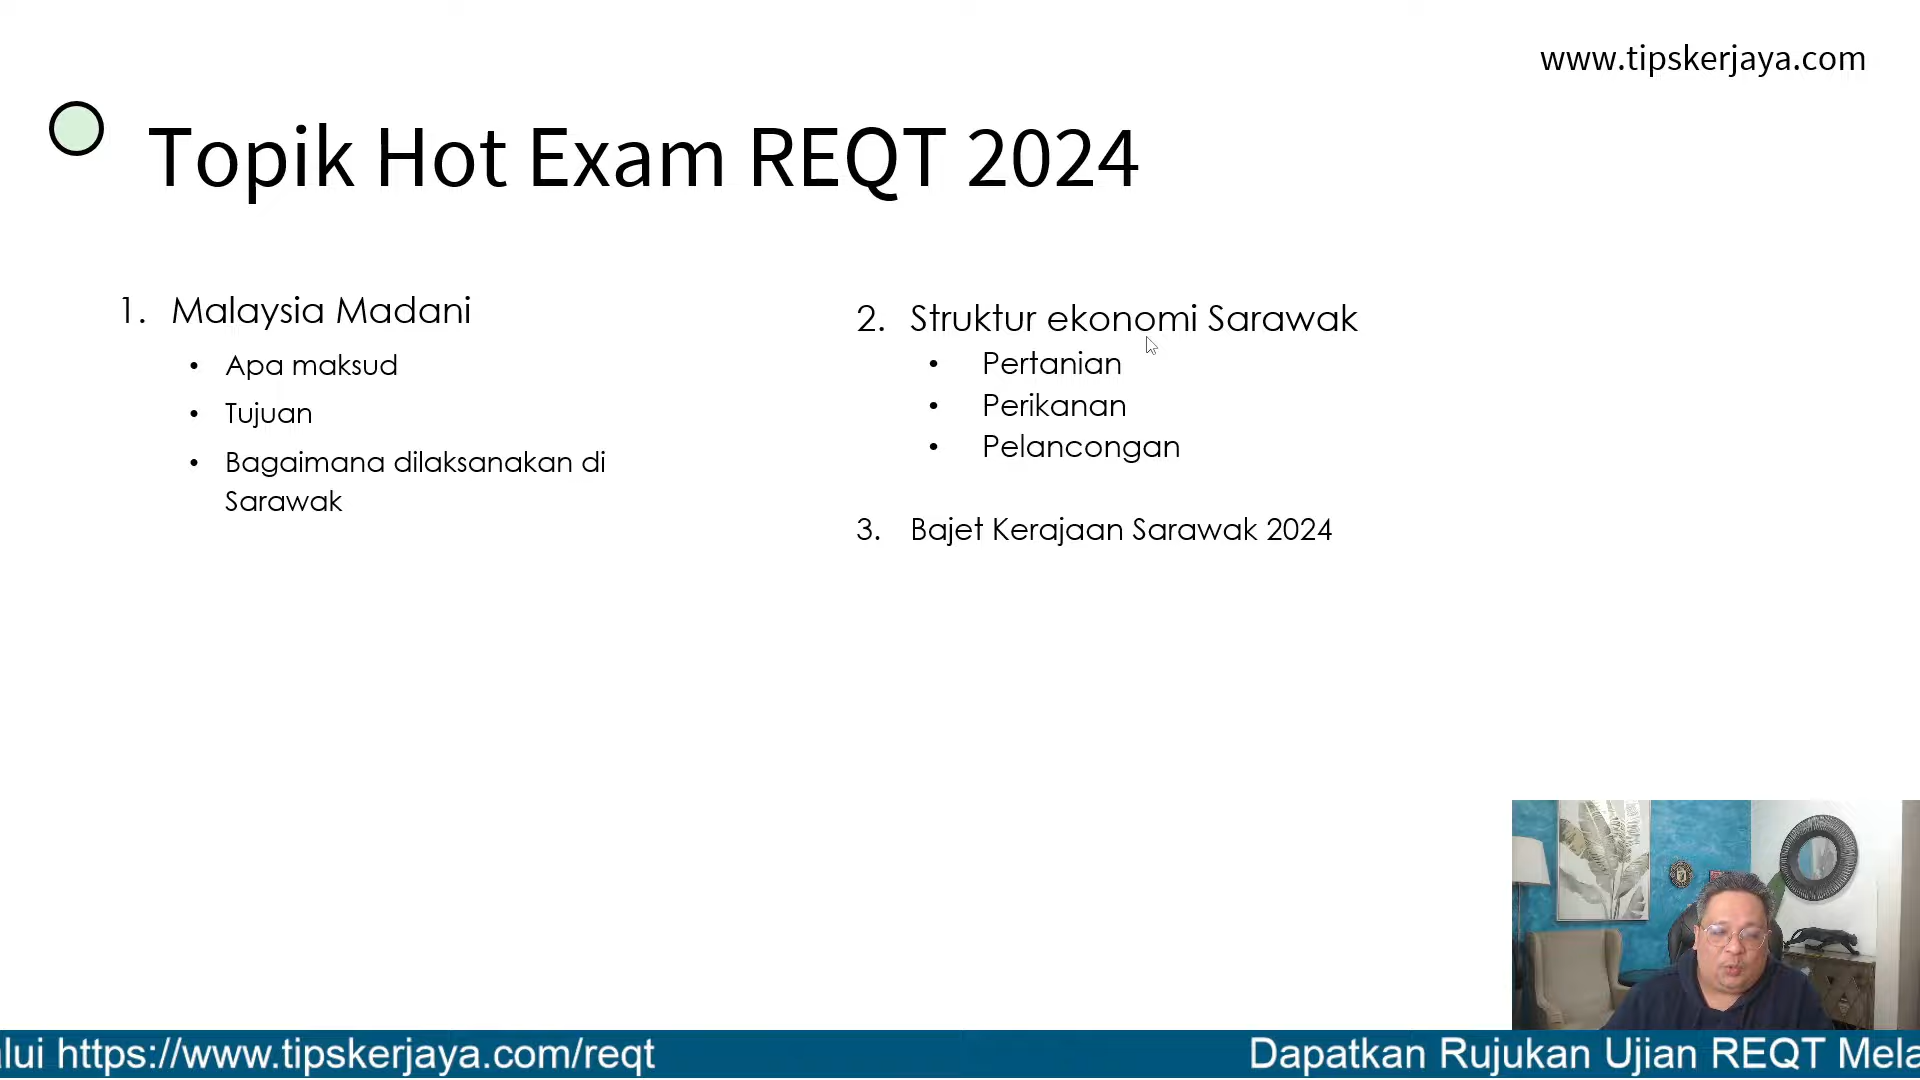 www.tipskerjaya.com
Topik Hot Exam REQT 2024
1. Malaysia Madani
• Apa maksud
• Tujuan
• Bagaimana dilaksanakan di
Sarawak
2. Struktur ekonomi Sarawak
• Pertanian
• Perikanan
• Pelancongan
3. Bajet Kerajaan Sarawak 2024
lui https://www.tipskerjaya.com/reqt
Dapatkan Rujukan Ujian REQT Mela